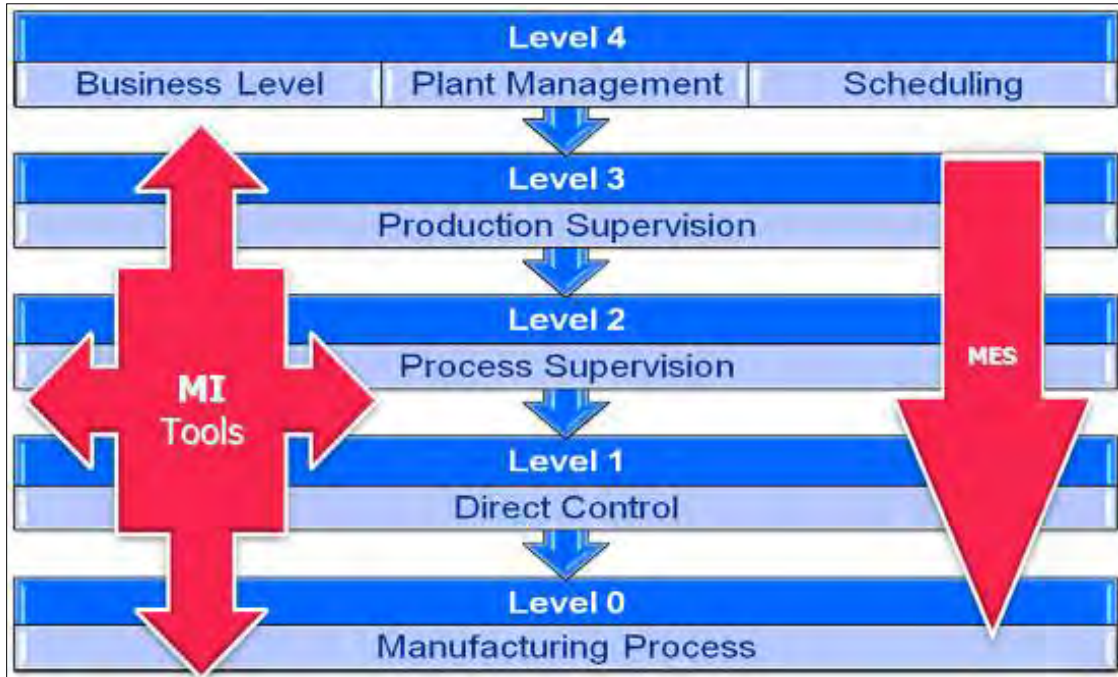 Level 4
Business Level Plant Management Scheduling
Level 3
Production Supervision
Level 2
Process Supervision
MES
MI
Tools
Level 1
Direct Control
Level 0
Manufacturing Process